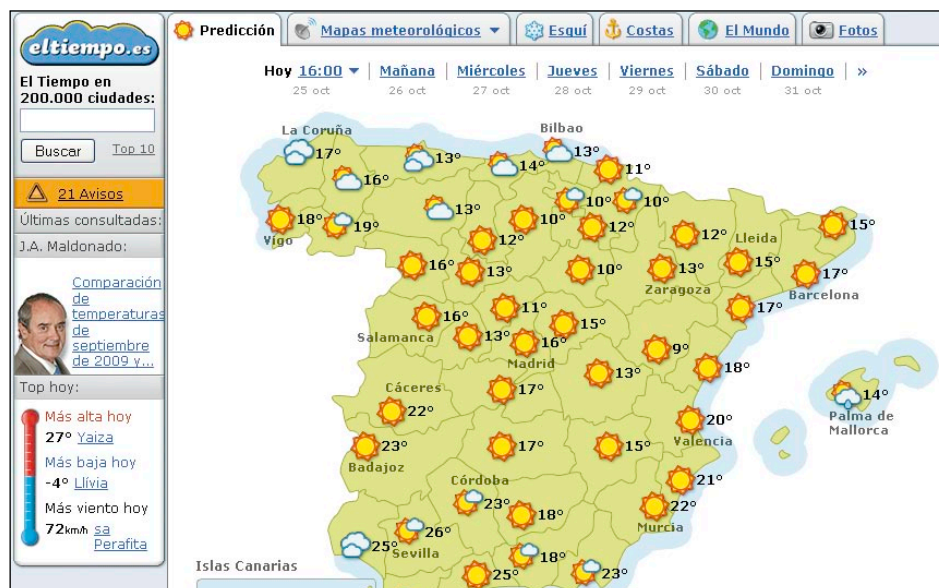 eltiempo.es
El Tiempo en
200.000 ciudades:
Buscar
Top 10
21 Avisos
Últimas consultadas:
J.A. Maldonado:
Comparación
de
temperaturas
de
septiembre
de 2009 y...
Top hoy:
Más alta hoy
27° Yaiza
Más baja hoy
-4° Llívia
Más viento hoy
72km/h sa
Perafita
Predicción
Mapas meteorológicos
Esquí
Costas
El Mundo
Fotos
Hoy 16:00 Mañana Miércoles Jueves Viernes Sábado Domingo »
25 oct 26 oct 27 oct 28 oct 29 oct 30 oct 31 oct
La Coruña
Bilbao
17° 13° 14° 13°
11°
16°
10° 10°
13°
18° 19° 10° 12° 15°
Vigo
12° 12°
Lleida
16° 13° 10° 13° 15° 17°
Zaragoza
Barcelona
11° 17°
16° 15°
Salamanca
13° 16° 9°
Madrid
18°
13°
Cáceres
17° 14°
22° 20°
Palma de
Mallorca
Valencia
23° 17° 15°
Badajoz
Córdoba
21°
23° 18° 22°
Murcia
26°
Sevilla
25° 18°
Islas Canarias
25° 23°